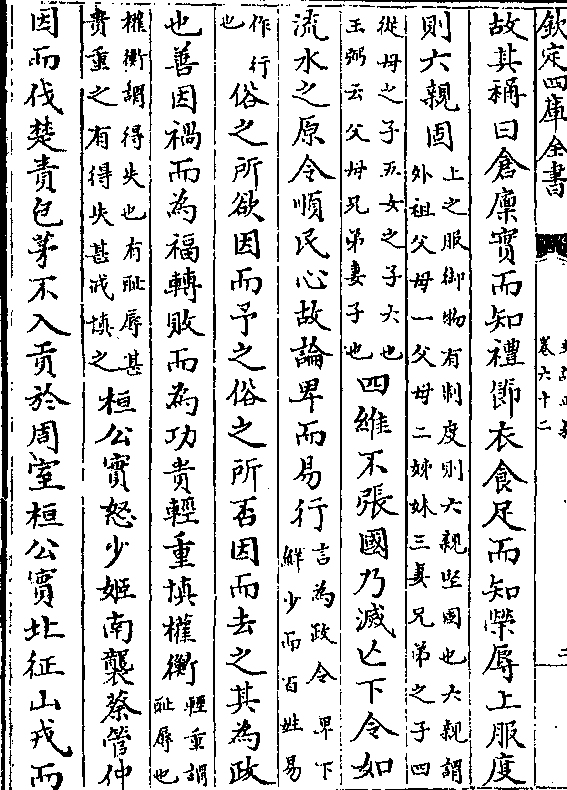 欽定四庫全書
卷六十二
二
故其稱曰倉廩實而知禮節衣食足而知榮辱上服度
則六親固
上之服御物有制度則六親堅固也六親謂
外祖父母一父母二姊妹三妻兄弟之子四
從母之子五女之子六也
王弼云父母兄弟妻子也
四維不張國乃滅亡下令如
流水之原令順民心故論卑而易行
言為政令卑下
鮮少而百姓易
作行
也
俗之所欲因而予之俗之所否因而去之其為政
也善因禍而為福轉敗而為功貴輕重慎權衡
輕重謂
恥辱也
權衡謂得失也有恥辱甚
貴重之有得失甚戒慎之
桓公實怒少姬南襲蔡管仲
因而伐楚責包茅不入貢於周室桓公實北征山戎而